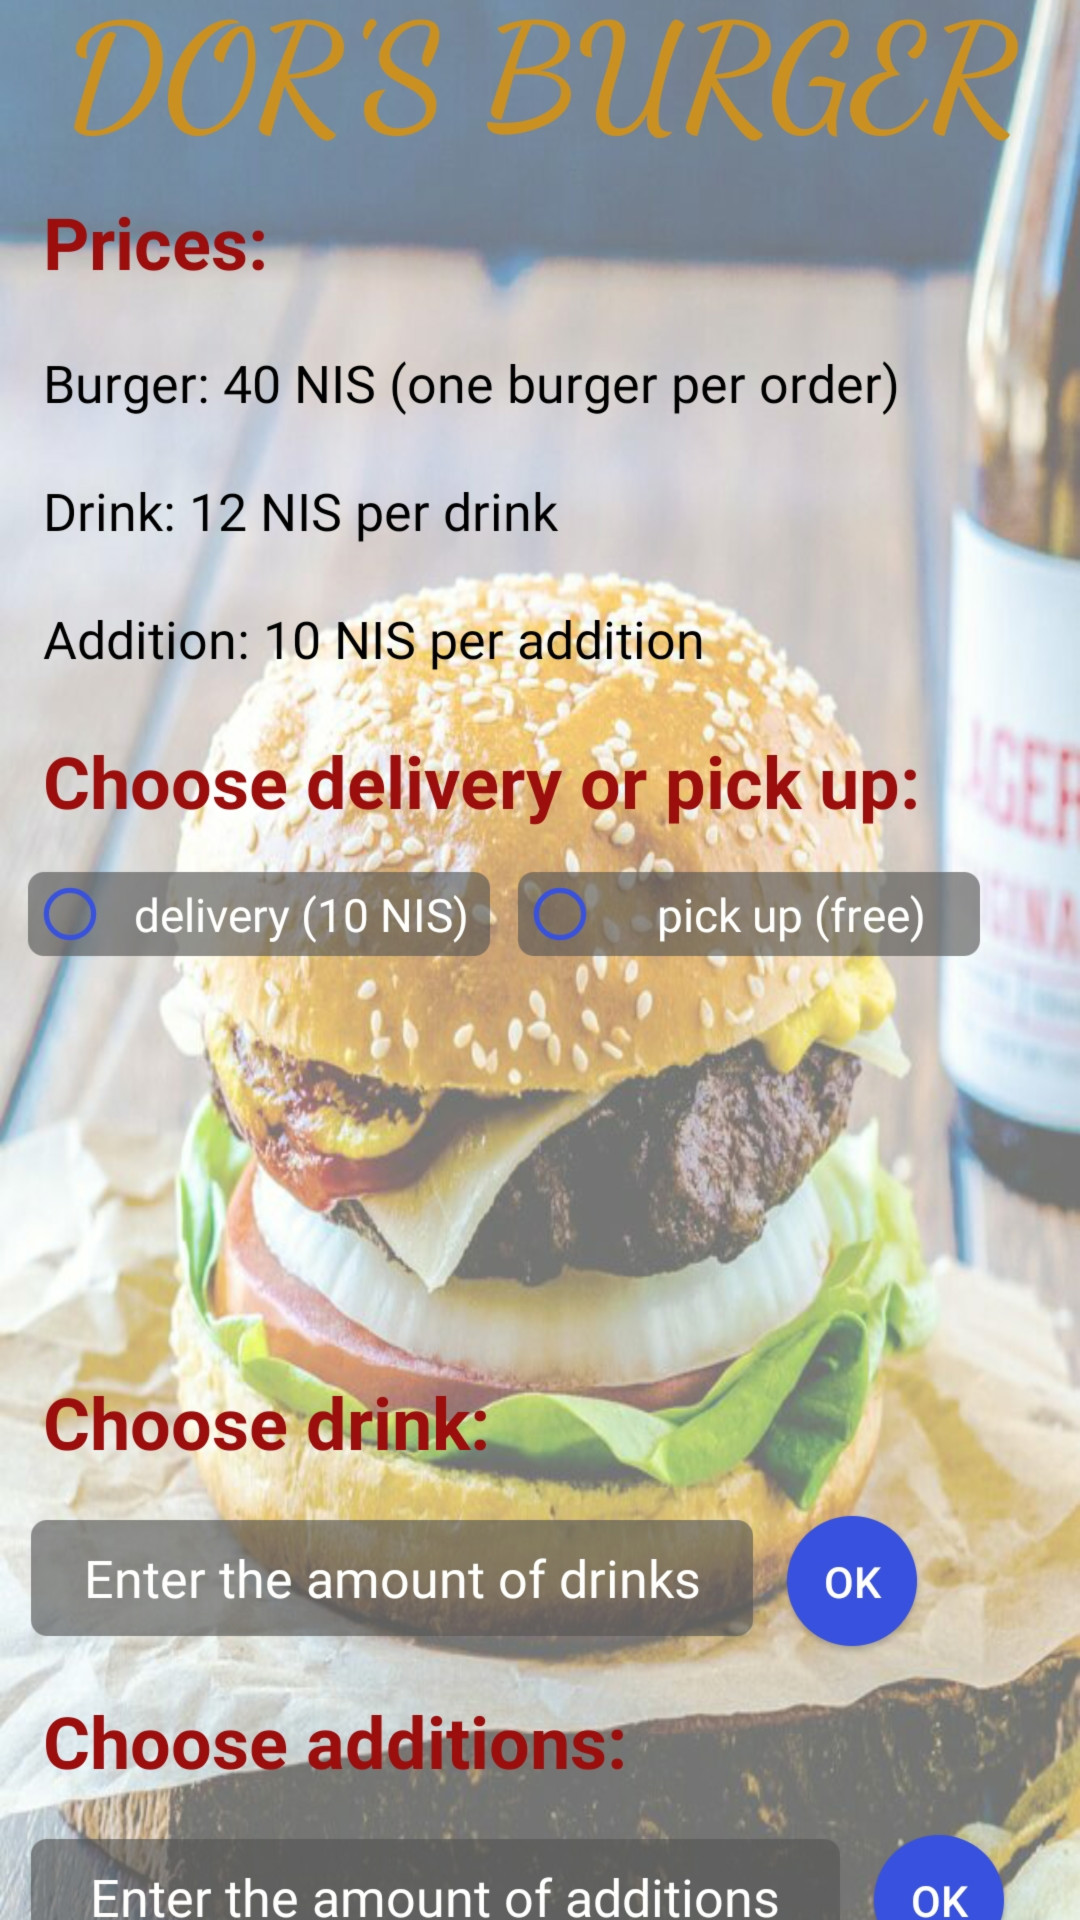 DOR'S BURGER
Prices:
Burger: 40 NIS (one burger per order)
Drink: 12 NIS per drink
Addition: 10 NIS per addition
Choose delivery or pick up:
delivery (10 NIS) pick up (free)
Choose drink:
Enter the amount of drinks OK
Choose additions:
Enter the amount of additions OK